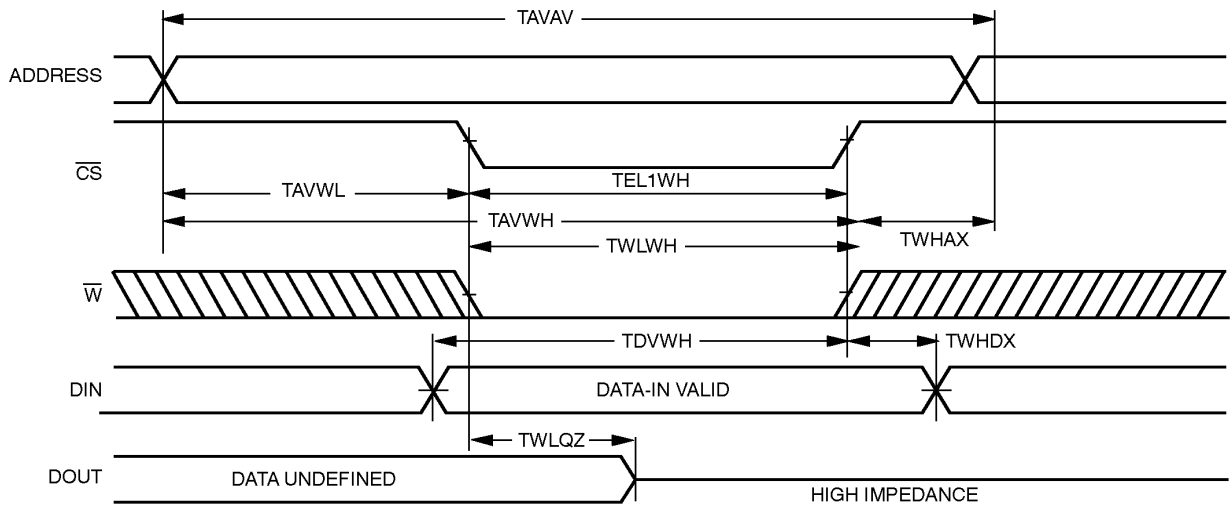 TAVAV
ADDRESS
CS
TAVWL
TEL1WH
TAVWH
TWHAX
TWLWH
W
TDVWH
TWHDX
DIN
DATA-IN VALID
TWLQZ
DOUT
DATA UNDEFINED
HIGH IMPEDANCE